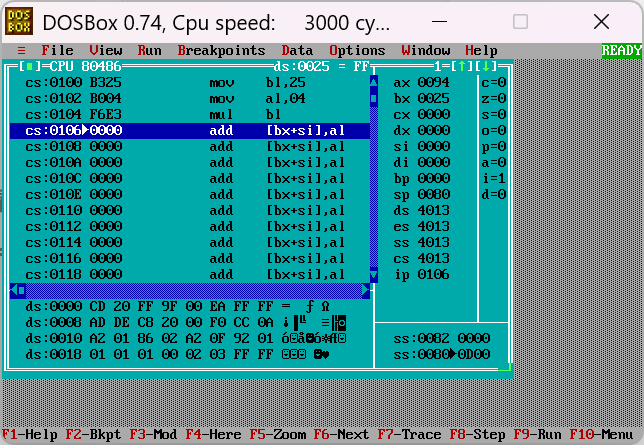 DOS BOX DOSBox 0.74, Cpu speed: 3000 cy...
≡ File View Run Breakpoints Data Options Window Help READY
[■]=CPU 80486 ds:0025 = FF 1=[↑][↓]
cs:0100 B325 mov bl,25 ax 0094 c=0
cs:0102 B004 mov al,04 bx 0025 z=0
cs:0104 F6E3 mul bl cx 0000 s=0
cs:0106►0000 add [bx+si],al dx 0000 o=0
cs:0108 0000 add [bx+si],al si 0000 p=0
cs:010A 0000 add [bx+si],al di 0000 a=0
cs:010C 0000 add [bx+si],al bp 0000 i=1
cs:010E 0000 add [bx+si],al sp 0080 d=0
cs:0110 0000 add [bx+si],al ds 4013
cs:0112 0000 add [bx+si],al es 4013
cs:0114 0000 add [bx+si],al ss 4013
cs:0116 0000 add [bx+si],al cs 4013
cs:0118 0000 add [bx+si],al ip 0106
ds:0000 CD 20 FF 9F 00 EA FF FF = ƒ Ω
ds:0008 AD DE C8 20 00 F0 CC 0A ss:0082 0000
ds:0010 A2 01 86 02 A2 0F 92 01
ds:0018 01 01 01 00 02 03 FF FF ☺☺☺ ☻♥ ss:0080►0D00
F1-Help F2-Bkpt F3-Mod F4-Here F5-Zoom F6-Next F7-Trace F8-Step F9-Run F10-Menu